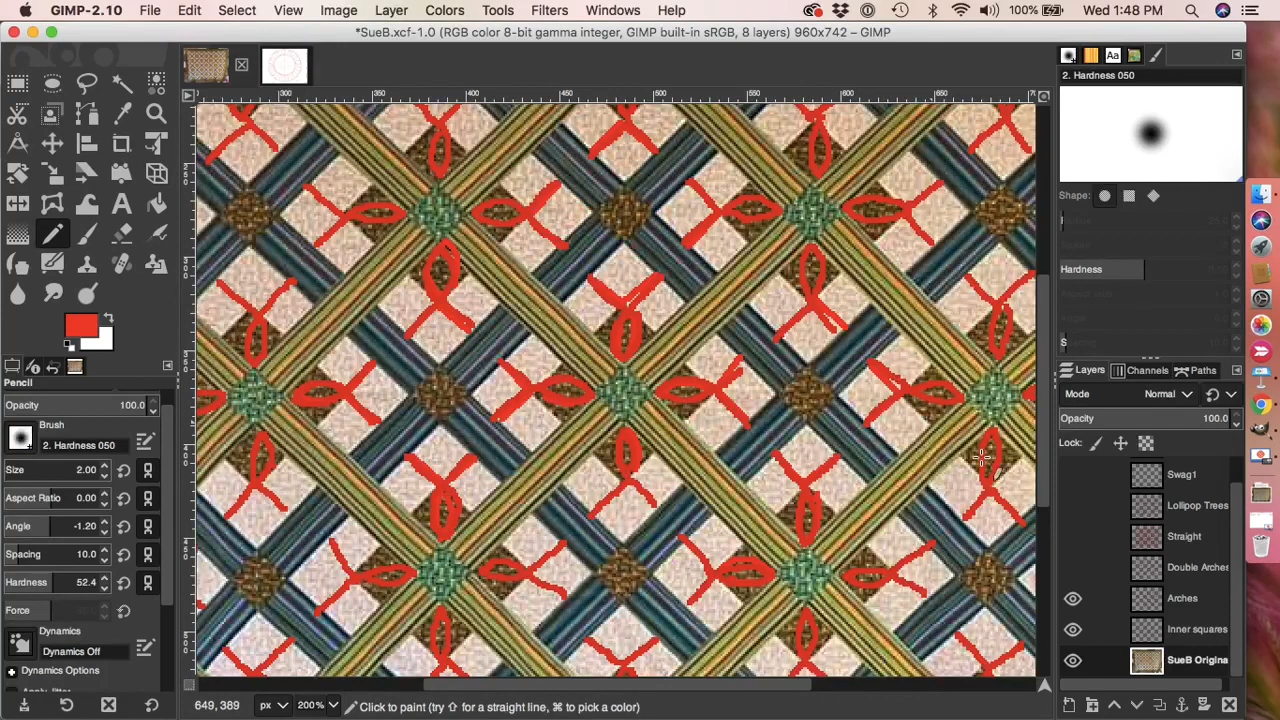 GIMP-2.10 File Edit Select View Image Layer Colors Tools Filters Windows Help 100% Wed 1:48 PM
*SueB.xcf-1.0 (RGB color 8-bit gamma integer, GIMP built-in sRGB, 8 layers) 960x742 – GIMP
Aa
2. Hardness 050
300 400 500 600
Shape:
Hardness
S
Layers Channels Paths
Pencil
Mode Normal
Opacity 100.0
Opacity 100.0
Brush
2. Hardness 050
Lock:
Size 2.00
Swag1
Aspect Ratio 0.00
Lollipop Trees
Angle -1.20
Straight
Spacing 10.0
Double Arches
Hardness 52.4
Arches
Force
Inner squares
Dynamics
Dynamics Off
SueB Origina
Dynamics Options
649, 389 px 200% Click to paint (try ⇧ for a straight line, ⌘ to pick a color)